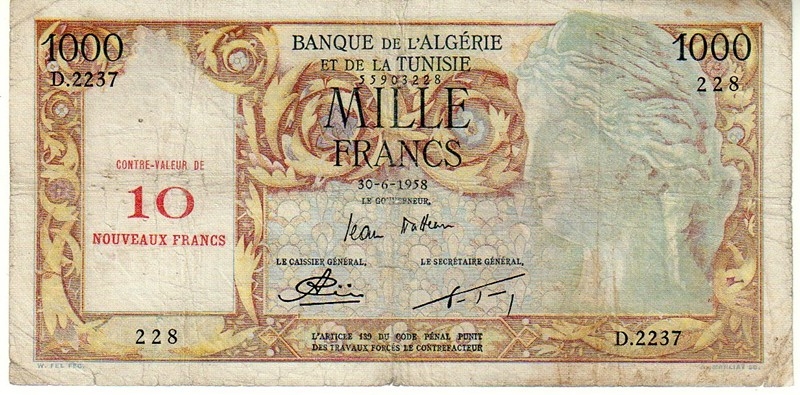 1000
BANQUE DE L'ALGÉRIE
1000
D.2237
ET DE LA TUNISIE
228
55903228
MILLE
FRANCS
CONTRE-VALEUR DE
10
NOUVEAUX FRANCS
30-6-1958
LE GOUVERNEUR,
LE CAISSIER GÉNÉRAL,
LE SECRÉTAIRE GÉNÉRAL,
228
L'ARTICLE 139 DU CODE PÉNAL PUNIT
D.2237
DES TRAVAUX FORCÉS LE CONTREFACTEUR
W. FEL FEC.